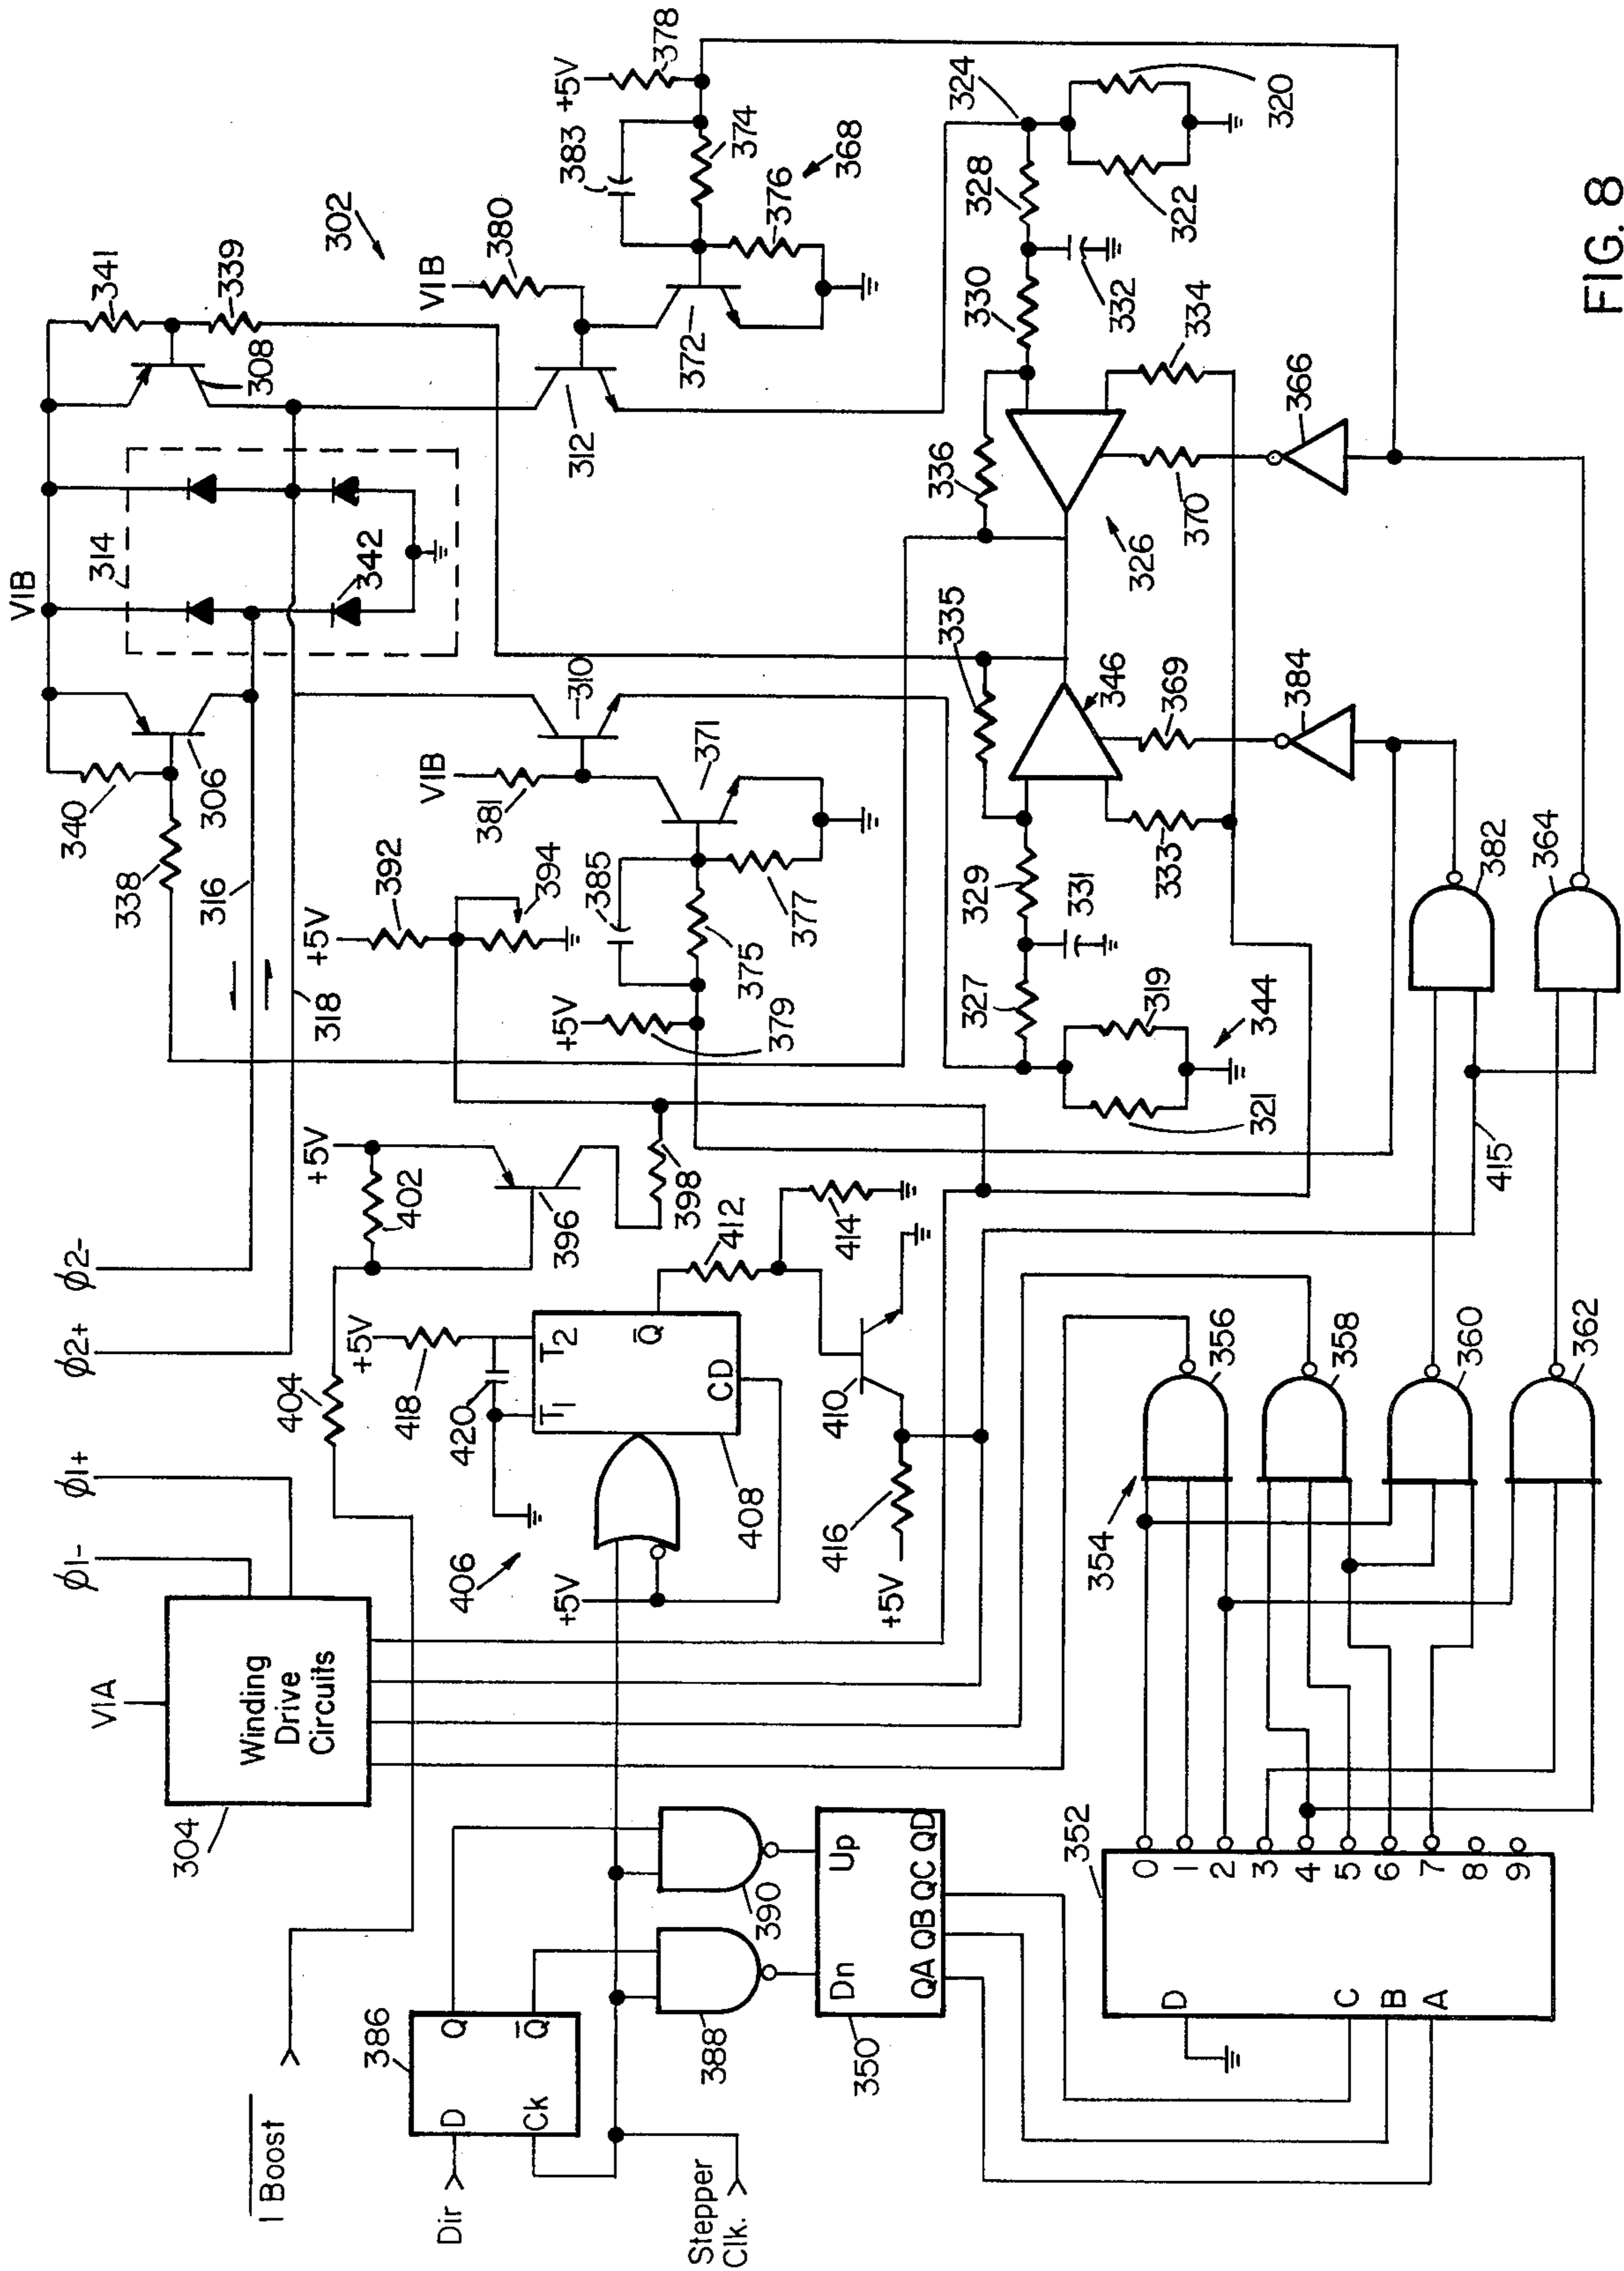 VIB
341
339
308
314
342
340
338
306
316
318
302
VIB
380
312
372
383
+5V
378
374
376
368
324
328
330
332
334
336
322
320
326
370
366
310
VIB
381
371
385
375
377
+5V
379
+5V
392
394
335
346
329
331
327
333
369
384
319
321
344
382
364
415
ϕ2-
ϕ2+
ϕ1+
ϕ1-
VIA
Winding
Drive
Circuits
304
404
+5V
402
396
398
412
414
+5V
418
420
T1
T2
Q̅
CD
408
406
+5V
410
416
+5V
354
356
358
360
362
I Boost
386
D
Q
Q̅
Ck
Dir
Stepper
Clk.
388
390
Dn
Up
QA QB QC QD
350
352
D
C
B
A
0
1
2
3
4
5
6
7
8
9
FIG. 8